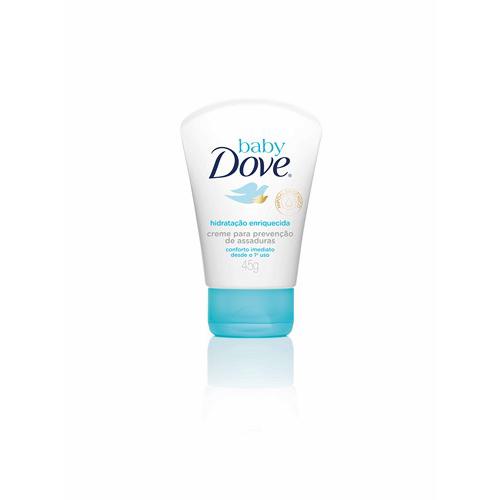 baby
Dove®
hidratação enriquecida
creme para prevenção
de assaduras
conforto imediato
desde o 1º uso
45g